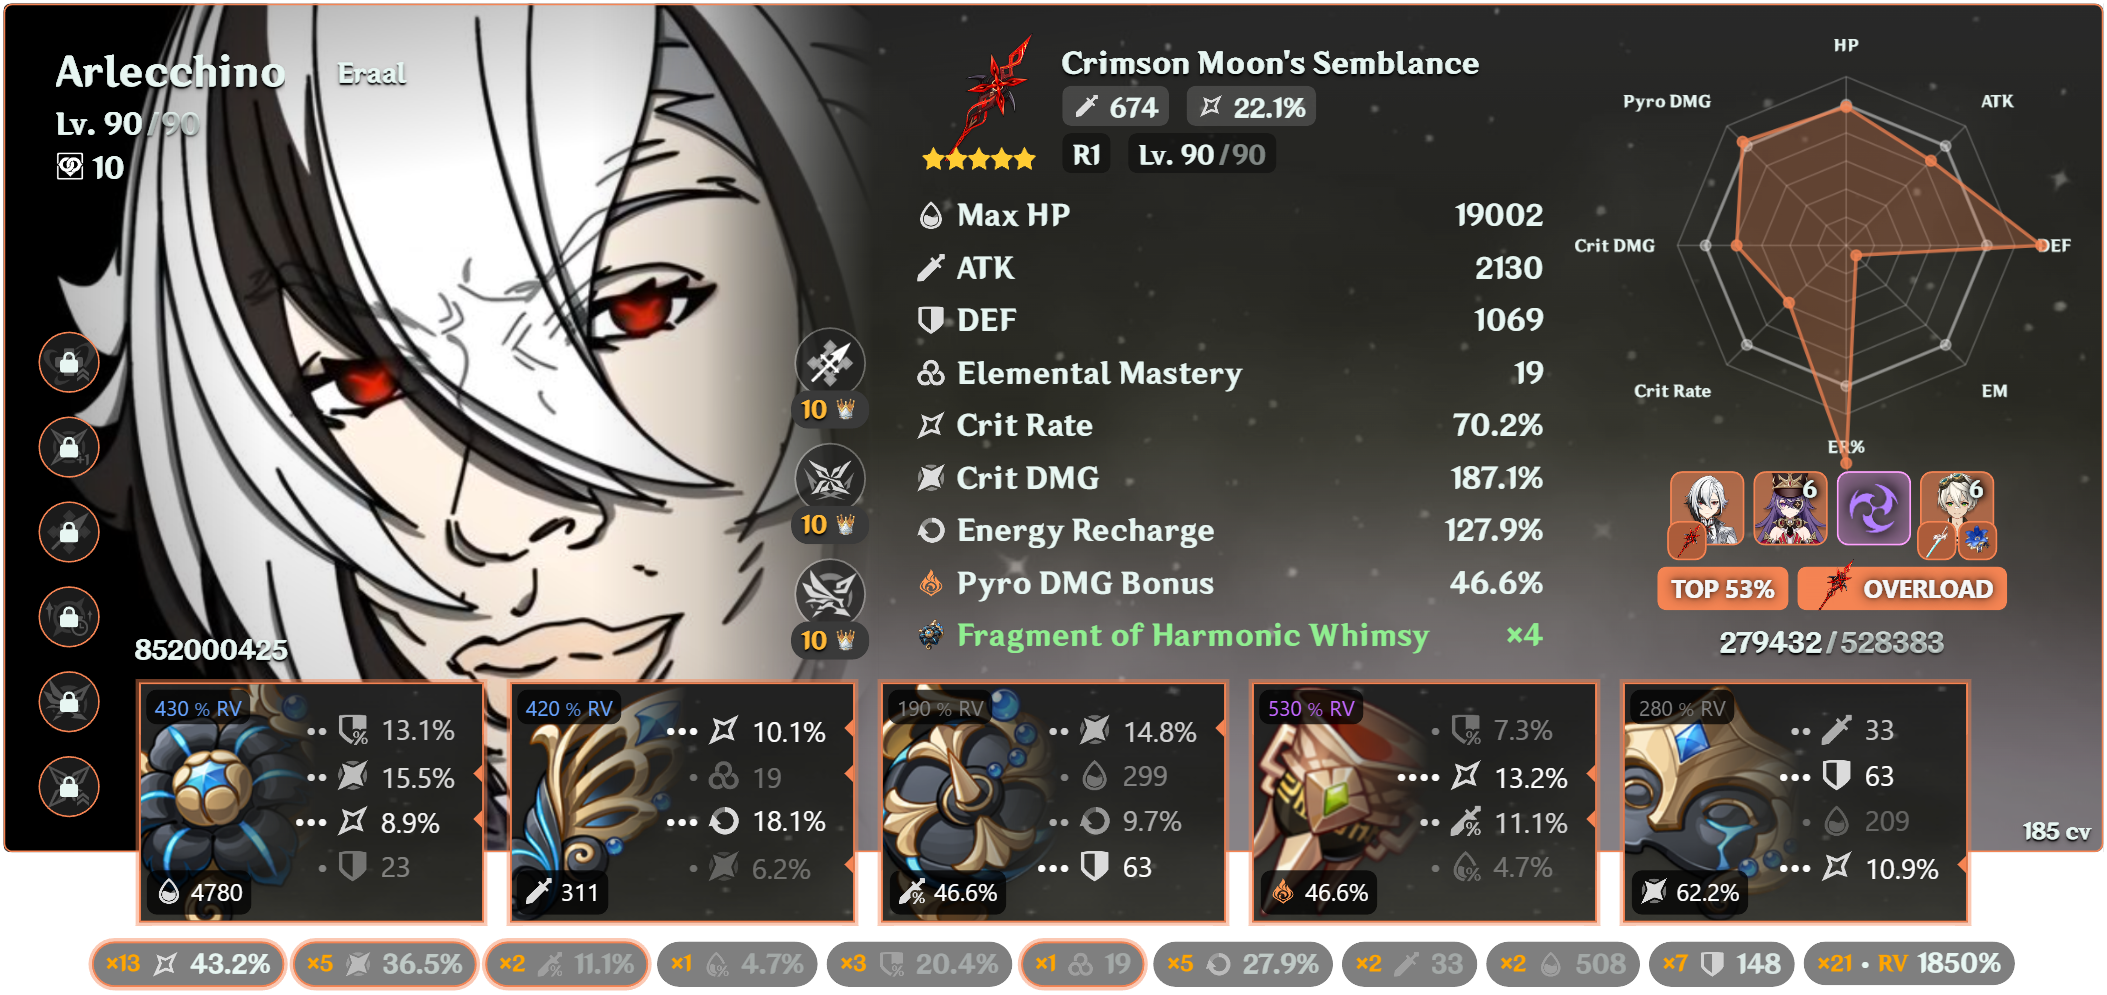 Arlecchino
Eraal
Lv. 90/90
10
10
10
10
852000425
Crimson Moon's Semblance
674
22.1%
R1
Lv. 90/90
Max HP 19002
ATK 2130
DEF 1069
Elemental Mastery 19
Crit Rate 70.2%
Crit DMG 187.1%
Energy Recharge 127.9%
Pyro DMG Bonus 46.6%
Fragment of Harmonic Whimsy ×4
HP
ATK
DEF
EM
ER%
Crit Rate
Crit DMG
Pyro DMG
6
6
TOP 53%
OVERLOAD
279432/528383
185 cv
430 % RV
13.1%
15.5%
8.9%
23
4780
420 % RV
10.1%
19
18.1%
6.2%
311
190 % RV
14.8%
299
9.7%
63
46.6%
530 % RV
7.3%
13.2%
11.1%
4.7%
46.6%
280 % RV
33
63
209
10.9%
62.2%
×13 43.2%
×5 36.5%
×2 11.1%
×1 4.7%
×3 20.4%
×1 19
×5 27.9%
×2 33
×2 508
×7 148
×21 • RV 1850%